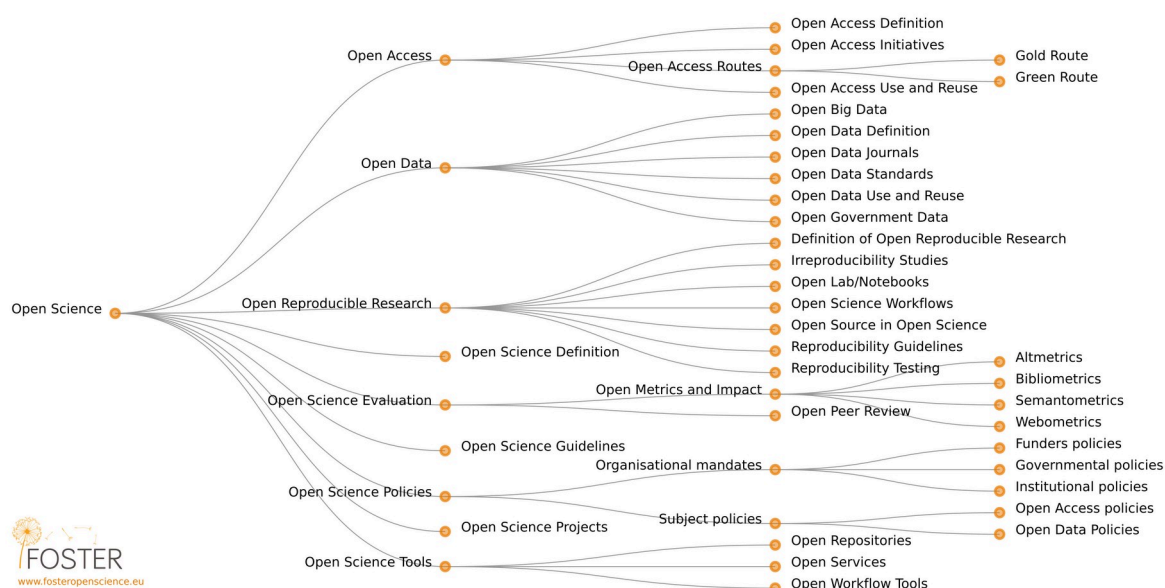 Open Science
Open Access
Open Access Definition
Open Access Initiatives
Open Access Routes
Gold Route
Green Route
Open Access Use and Reuse
Open Data
Open Big Data
Open Data Definition
Open Data Journals
Open Data Standards
Open Data Use and Reuse
Open Government Data
Open Reproducible Research
Definition of Open Reproducible Research
Irreproducibility Studies
Open Lab/Notebooks
Open Science Workflows
Open Source in Open Science
Reproducibility Guidelines
Reproducibility Testing
Open Science Definition
Open Science Evaluation
Open Metrics and Impact
Altmetrics
Bibliometrics
Semantometrics
Webometrics
Open Peer Review
Open Science Guidelines
Open Science Policies
Organisational mandates
Funders policies
Governmental policies
Institutional policies
Subject policies
Open Access policies
Open Data Policies
Open Science Projects
Open Science Tools
Open Repositories
Open Services
Open Workflow Tools
FOSTER
www.fosteropenscience.eu